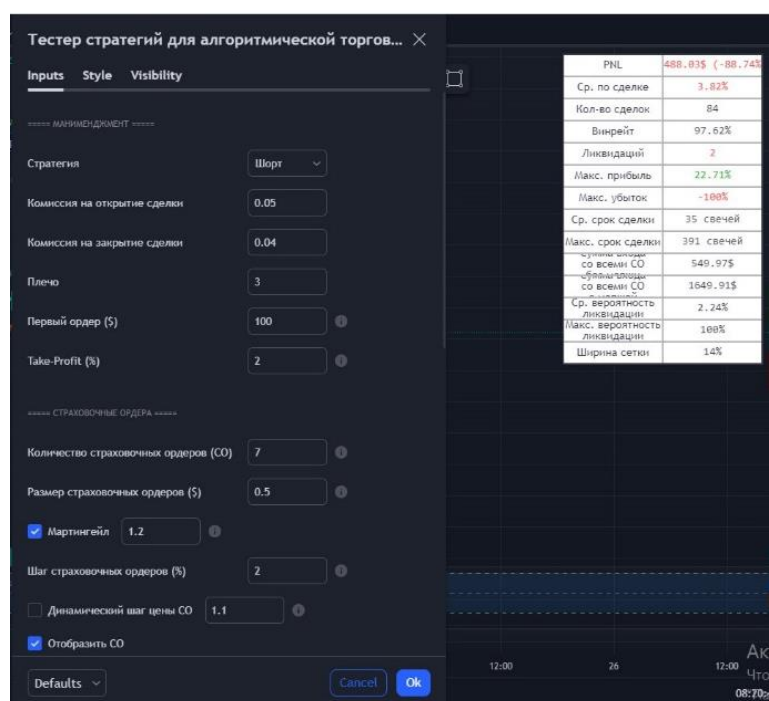 Тестер стратегий для алгоритмической торгов...
Inputs Style Visibility
===== МАНИМЕНДЖМЕНТ =====
Стратегия Шорт
Комиссия на открытие сделки 0.05
Комиссия на закрытие сделки 0.04
Плечо 3
Первый ордер ($) 100
Take-Profit (%) 2
===== СТРАХОВОЧНЫЕ ОРДЕРА =====
Количество страховочных ордеров (СО) 7
Размер страховочных ордеров ($) 0.5
Мартингейл 1.2
Шаг страховочных ордеров (%) 2
Динамический шаг цены СО 1.1
Отобразить СО
Defaults Cancel Ok
PNL 488.03$ (-88.74%
Ср. по сделке 3.82%
Кол-во сделок 84
Винрейт 97.62%
Ликвидаций 2
Макс. прибыль 22.71%
Макс. убыток -100%
Ср. срок сделки 35 свечей
Макс. срок сделки 391 свечей
со всеми СО 549.97$
со всеми СО 1649.91$
Ср. вероятность
ликвидации 2.24%
Макс. вероятность
ликвидации 100%
Ширина сетки 14%
12:00 26 12:00